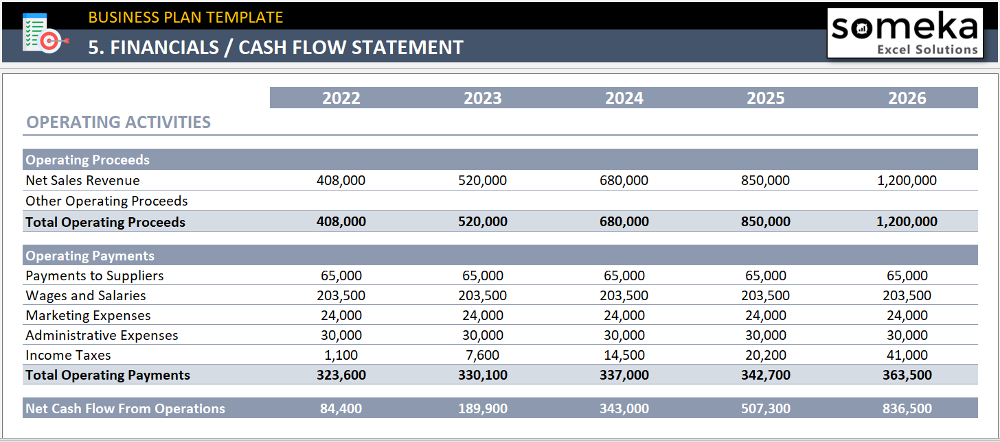 BUSINESS PLAN TEMPLATE
5. FINANCIALS / CASH FLOW STATEMENT
someka
Excel Solutions
2022 2023 2024 2025 2026
OPERATING ACTIVITIES
Operating Proceeds
Net Sales Revenue 408,000 520,000 680,000 850,000 1,200,000
Other Operating Proceeds
Total Operating Proceeds 408,000 520,000 680,000 850,000 1,200,000
Operating Payments
Payments to Suppliers 65,000 65,000 65,000 65,000 65,000
Wages and Salaries 203,500 203,500 203,500 203,500 203,500
Marketing Expenses 24,000 24,000 24,000 24,000 24,000
Administrative Expenses 30,000 30,000 30,000 30,000 30,000
Income Taxes 1,100 7,600 14,500 20,200 41,000
Total Operating Payments 323,600 330,100 337,000 342,700 363,500
Net Cash Flow From Operations 84,400 189,900 343,000 507,300 836,500